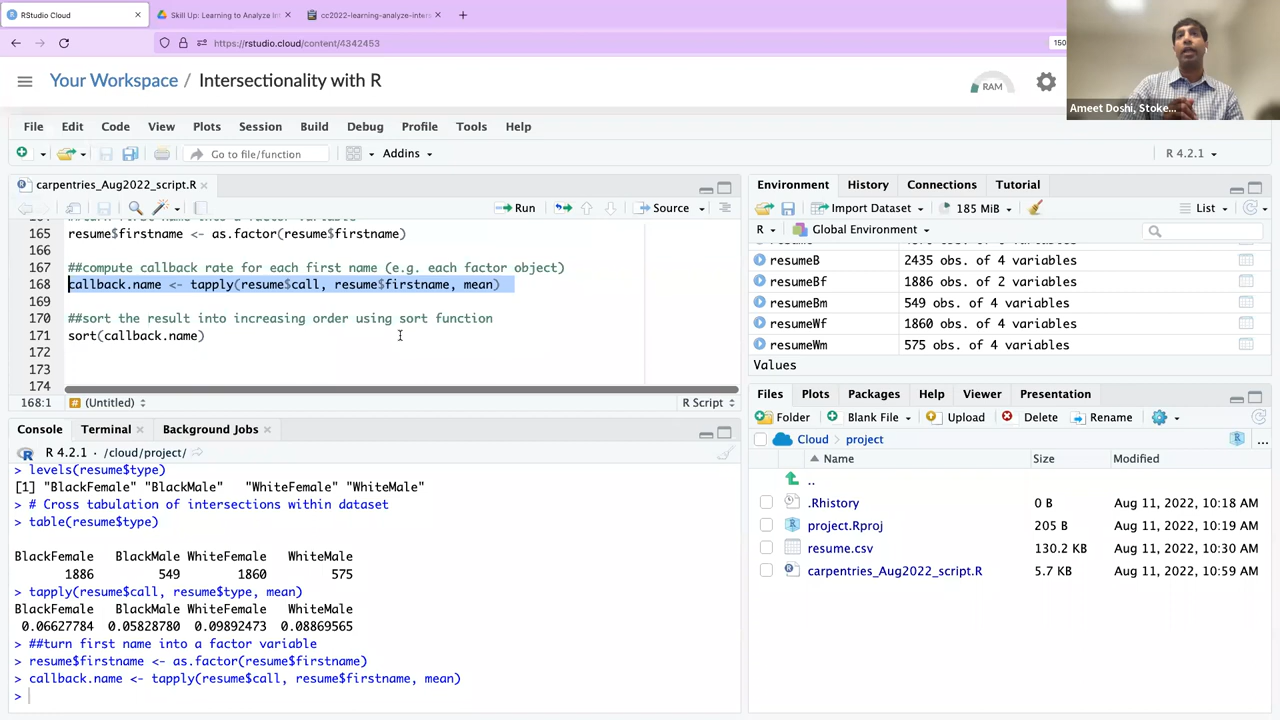 RStudio Cloud
Skill Up: Learning to Analyze In
cc2022-learning-analyze-inters
https://rstudio.cloud/content/4342453
150
Your Workspace / Intersectionality with R
RAM
Ameet Doshi, Stoke...
File Edit Code View Plots Session Build Debug Profile Tools Help
Go to file/function
Addins
R 4.2.1
carpentries_Aug2022_script.R
Run
Source
165 resume$firstname <- as.factor(resume$firstname)
166
167 ##compute callback rate for each first name (e.g. each factor object)
168 callback.name <- tapply(resume$call, resume$firstname, mean)
169
170 ##sort the result into increasing order using sort function
171 sort(callback.name)
172
173
174
168:1 (Untitled) R Script
Console Terminal Background Jobs
R 4.2.1 · /cloud/project/
> levels(resume$type)
[1] "BlackFemale" "BlackMale" "WhiteFemale" "WhiteMale"
> # Cross tabulation of intersections within dataset
> table(resume$type)
BlackFemale BlackMale WhiteFemale WhiteMale
1886 549 1860 575
> tapply(resume$call, resume$type, mean)
BlackFemale BlackMale WhiteFemale WhiteMale
0.06627784 0.05828780 0.09892473 0.08869565
> ##turn first name into a factor variable
> resume$firstname <- as.factor(resume$firstname)
> callback.name <- tapply(resume$call, resume$firstname, mean)
>
Environment History Connections Tutorial
Import Dataset 185 MiB List
R Global Environment
resumeB 2435 obs. of 4 variables
resumeBf 1886 obs. of 2 variables
resumeBm 549 obs. of 4 variables
resumeWf 1860 obs. of 4 variables
resumeWm 575 obs. of 4 variables
Values
Files Plots Packages Help Viewer Presentation
Folder Blank File Upload Delete Rename
Cloud project
Name Size Modified
..
.Rhistory 0 B Aug 11, 2022, 10:18 AM
project.Rproj 205 B Aug 11, 2022, 10:19 AM
resume.csv 130.2 KB Aug 11, 2022, 10:30 AM
carpentries_Aug2022_script.R 5.7 KB Aug 11, 2022, 10:59 AM